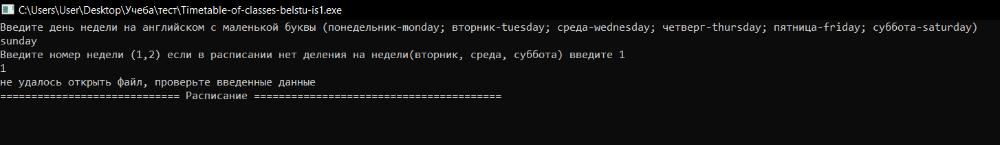 C:\Users\User\Desktop\Учеба\тест\Timetable-of-classes-belstu-is1.exe
Введите день недели на английском с маленькой буквы (понедельник-monday; вторник-tuesday; среда-wednesday; четверг-thursday; пятница-friday; суббота-saturday)
sunday
Введите номер недели (1,2) если в расписании нет деления на недели(вторник, среда, суббота) введите 1
1
не удалось открыть файл, проверьте введенные данные
============================= Расписание ========================================